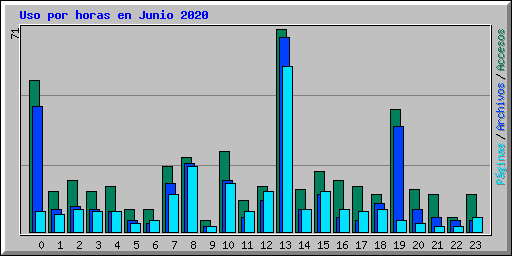 Uso por horas en Junio 2020
71
Páginas / Archivos / Accesos
0 1 2 3 4 5 6 7 8 9 10 11 12 13 14 15 16 17 18 19 20 21 22 23